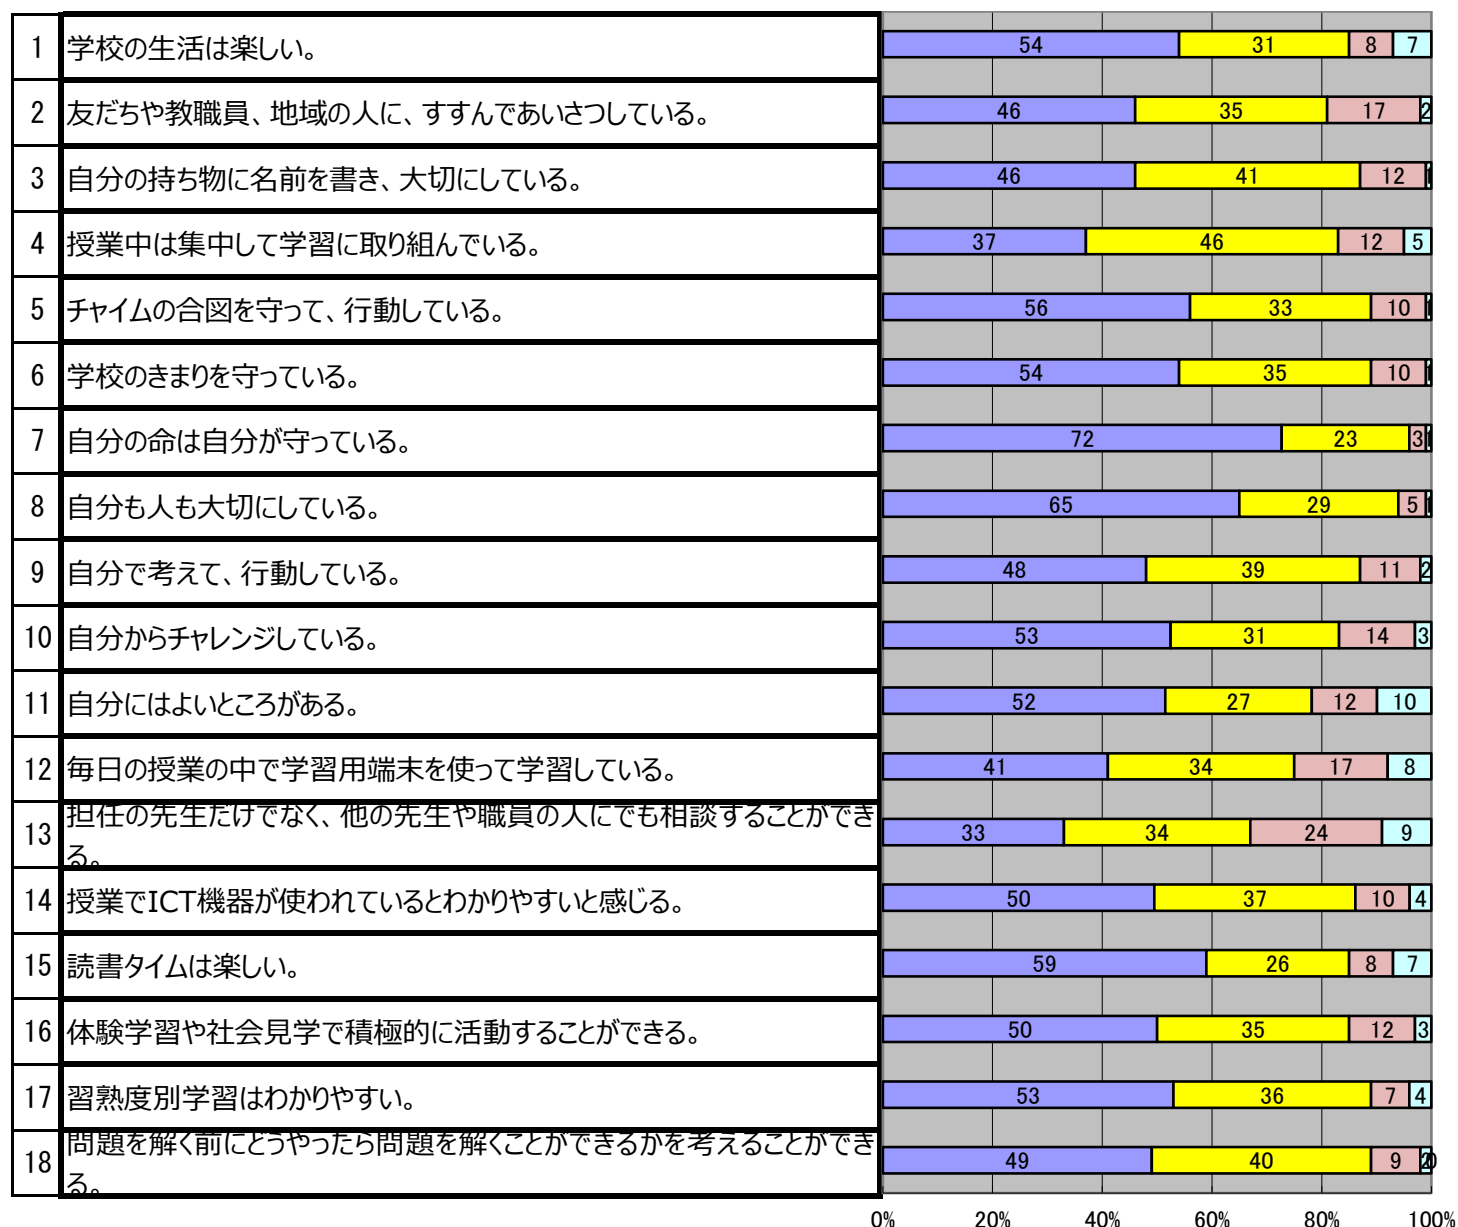 1 学校の生活は楽しい。 54 31 8 7
2 友だちや教職員、地域の人に、すすんであいさつしている。 46 35 17 2
3 自分の持ち物に名前を書き、大切にしている。 46 41 12 1
4 授業中は集中して学習に取り組んでいる。 37 46 12 5
5 チャイムの合図を守って、行動している。 56 33 10 1
6 学校のきまりを守っている。 54 35 10 1
7 自分の命は自分が守っている。 72 23 3 1
8 自分も人も大切にしている。 65 29 5 1
9 自分で考えて、行動している。 48 39 11 2
10 自分からチャレンジしている。 53 31 14 3
11 自分にはよいところがある。 52 27 12 10
12 毎日の授業の中で学習用端末を使って学習している。 41 34 17 8
13 担任の先生だけでなく、他の先生や職員の人にでも相談することができ
る。 33 34 24 9
14 授業でICT機器が使われているとわかりやすいと感じる。 50 37 10 4
15 読書タイムは楽しい。 59 26 8 7
16 体験学習や社会見学で積極的に活動することができる。 50 35 12 3
17 習熟度別学習はわかりやすい。 53 36 7 4
18 問題を解く前にどうやったら問題を解くことができるかを考えることができ
る。 49 40 9 2 0
0% 20% 40% 60% 80% 100%